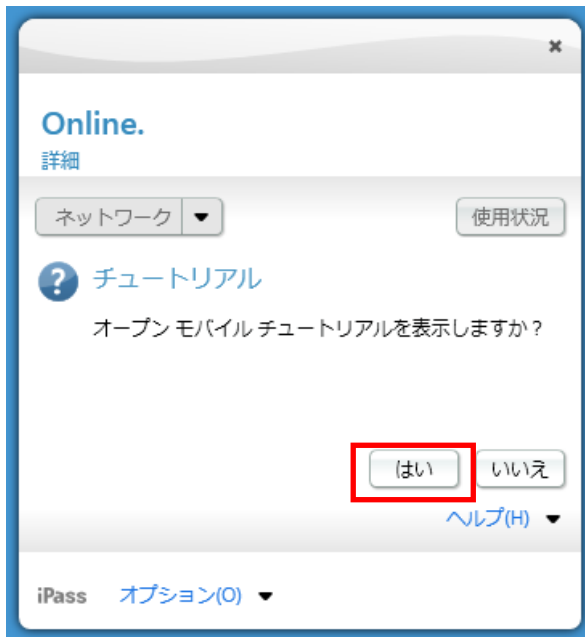 Online.
詳細
ネットワーク
使用状況
チュートリアル
オープン モバイル チュートリアルを表示しますか？
はい
いいえ
ヘルプ(H)
iPass オプション(O)